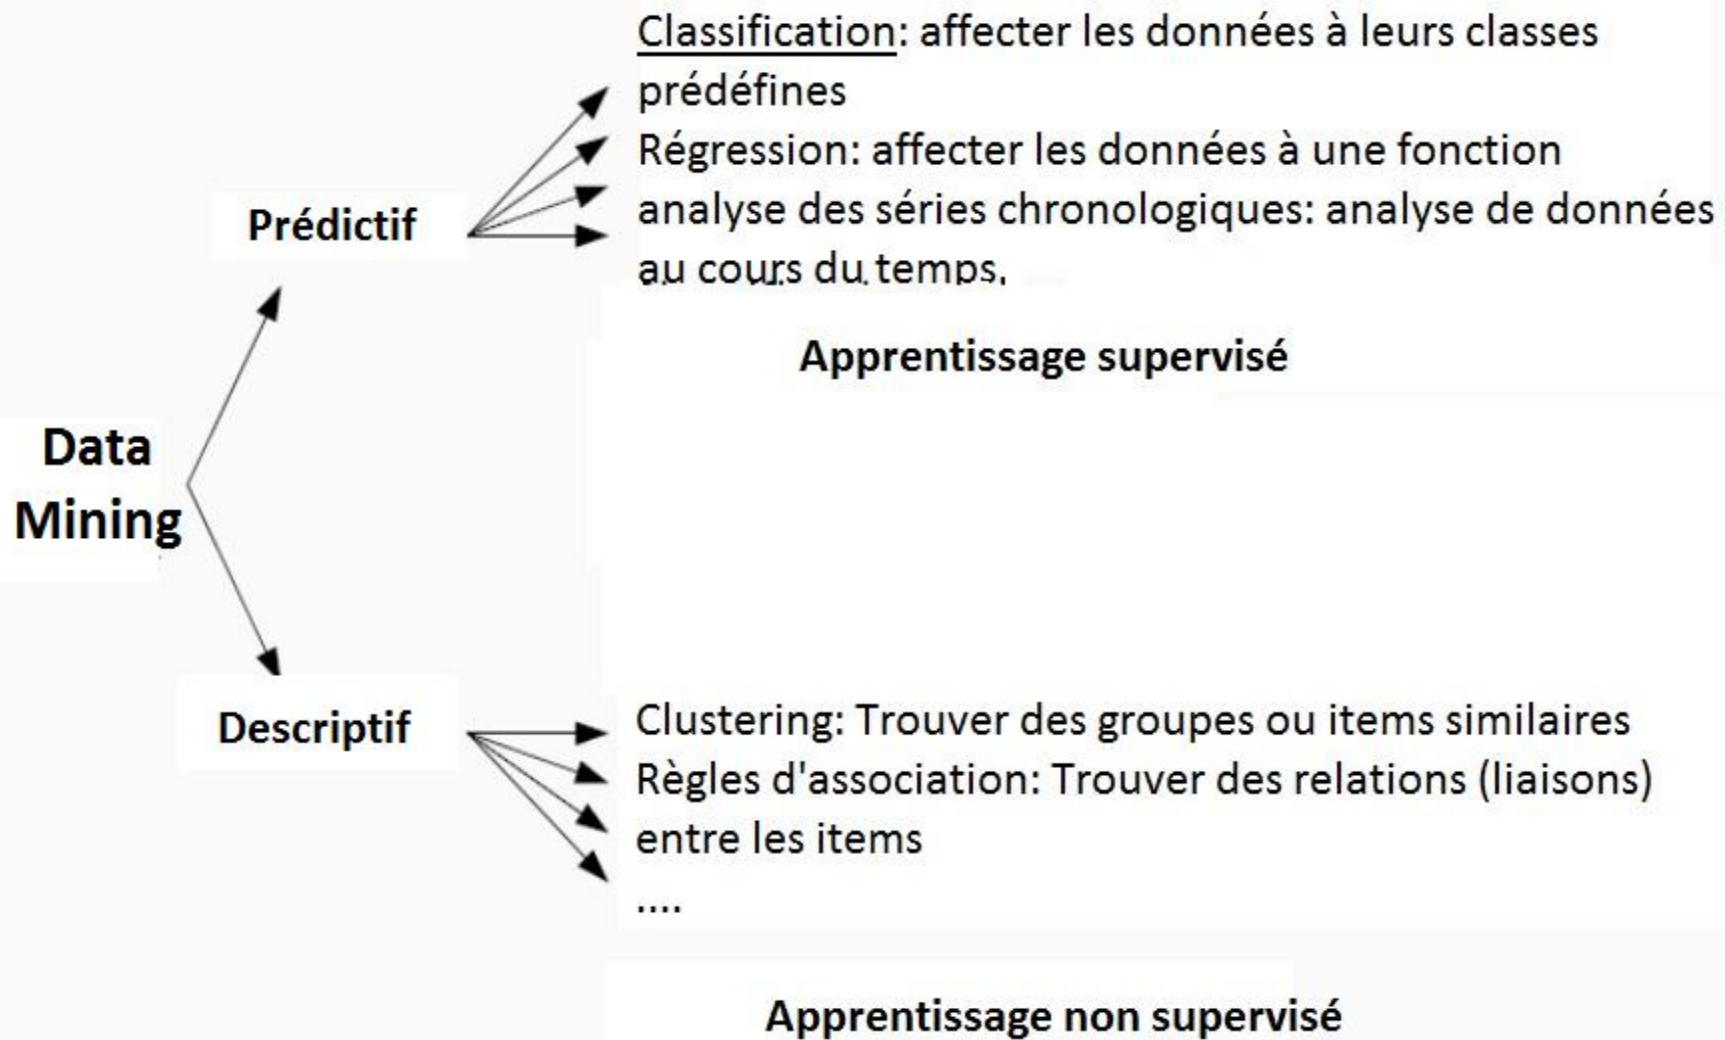 Classification: affecter les données à leurs classes
prédéfines
Régression: affecter les données à une fonction
analyse des séries chronologiques: analyse de données
au cours du temps.
Prédictif
Apprentissage supervisé
Data
Mining
Descriptif
Clustering: Trouver des groupes ou items similaires
Règles d'association: Trouver des relations (liaisons)
entre les items
....
Apprentissage non supervisé